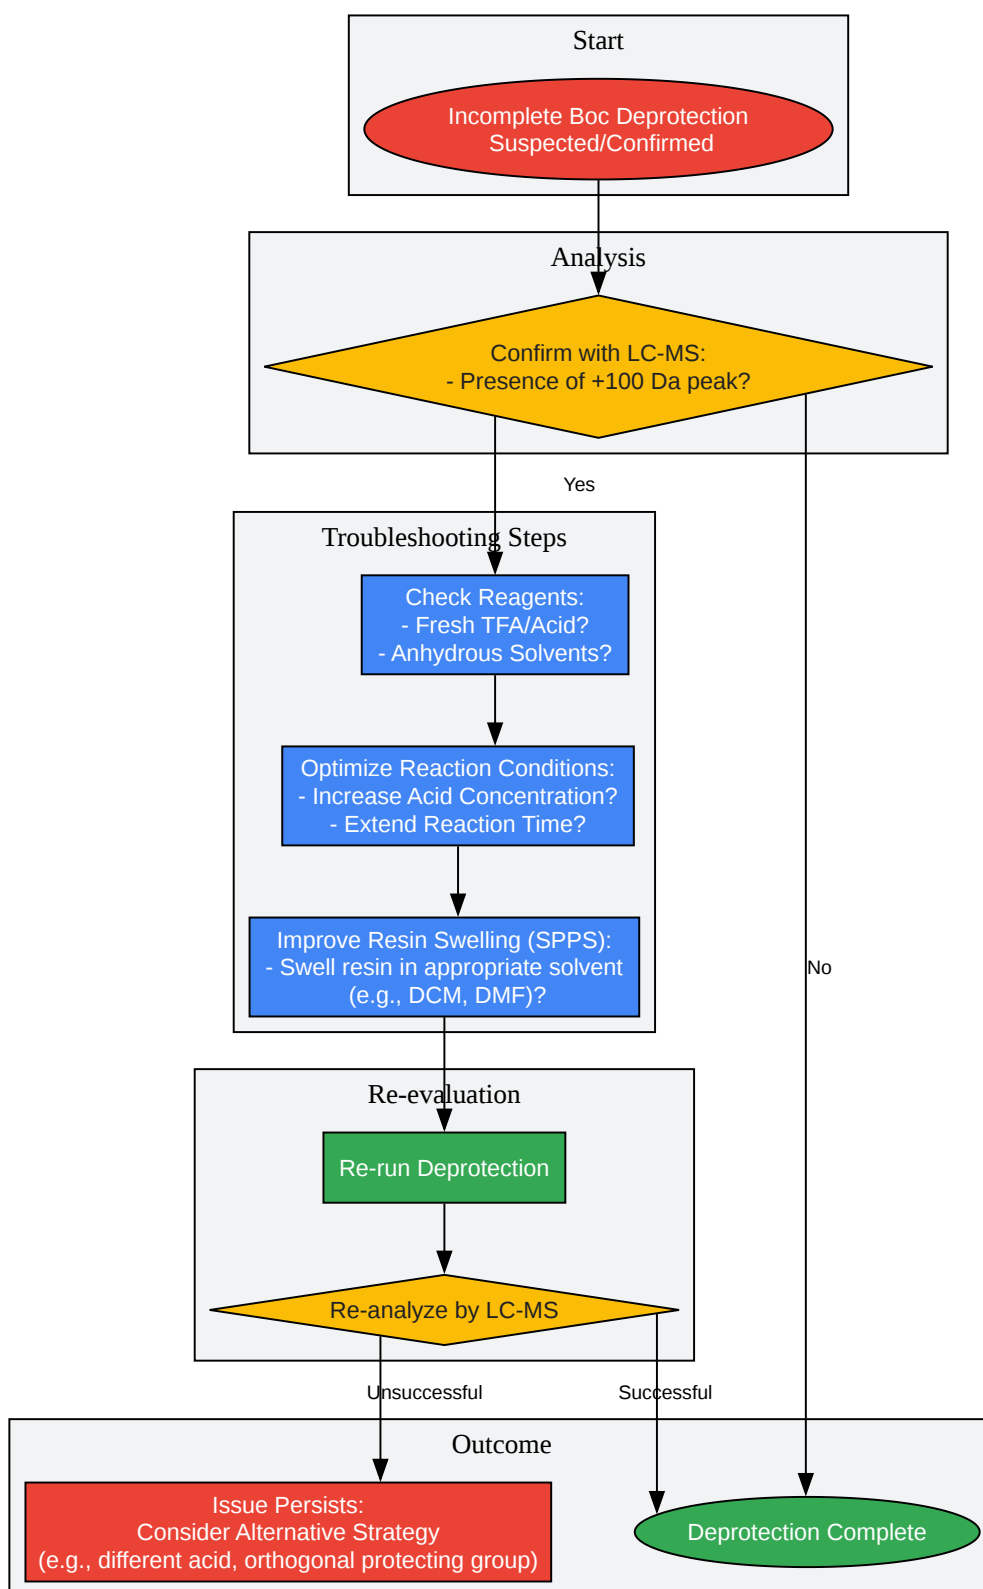 Start
Incomplete Boc Deprotection
Suspected/Confirmed
Analysis
Confirm with LC-MS:
- Presence of +100 Da peak?
Yes
Troubleshooting Steps
Check Reagents:
- Fresh TFA/Acid?
- Anhydrous Solvents?
Optimize Reaction Conditions:
- Increase Acid Concentration?
- Extend Reaction Time?
Improve Resin Swelling (SPPS):
- Swell resin in appropriate solvent
(e.g., DCM, DMF)?
No
Re-evaluation
Re-run Deprotection
Re-analyze by LC-MS
Unsuccessful
Successful
Outcome
Issue Persists:
Consider Alternative Strategy
(e.g., different acid, orthogonal protecting group)
Deprotection Complete